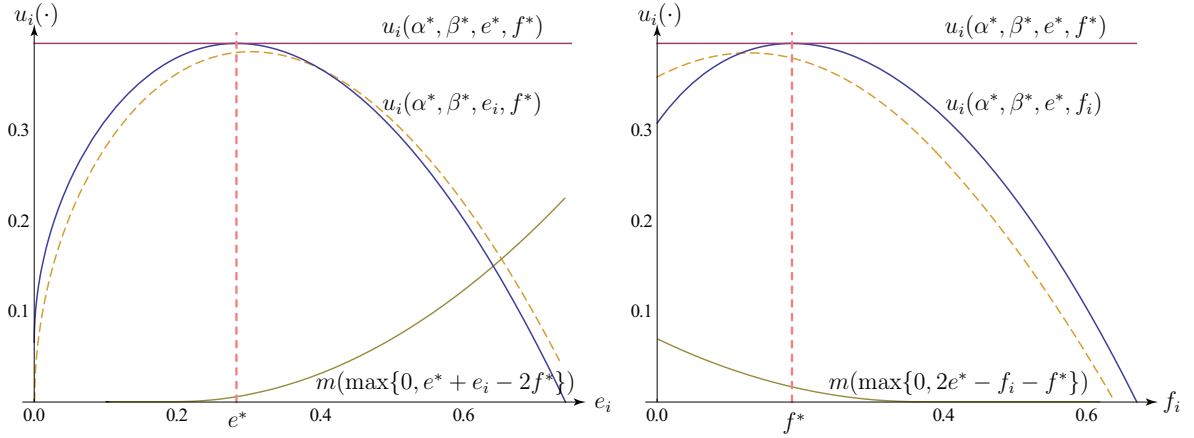 u_i(·)
u_i(α*, β*, e*, f*)
u_i(α*, β*, e_i, f*)
0.3
0.2
0.1
m(max{0, e* + e_i − 2f*})
0.0
0.2
e*
0.4
0.6
e_i
u_i(·)
u_i(α*, β*, e*, f*)
u_i(α*, β*, e*, f_i)
0.3
0.2
0.1
m(max{0, 2e* − f_i − f*})
0.0
f*
0.4
0.6
f_i